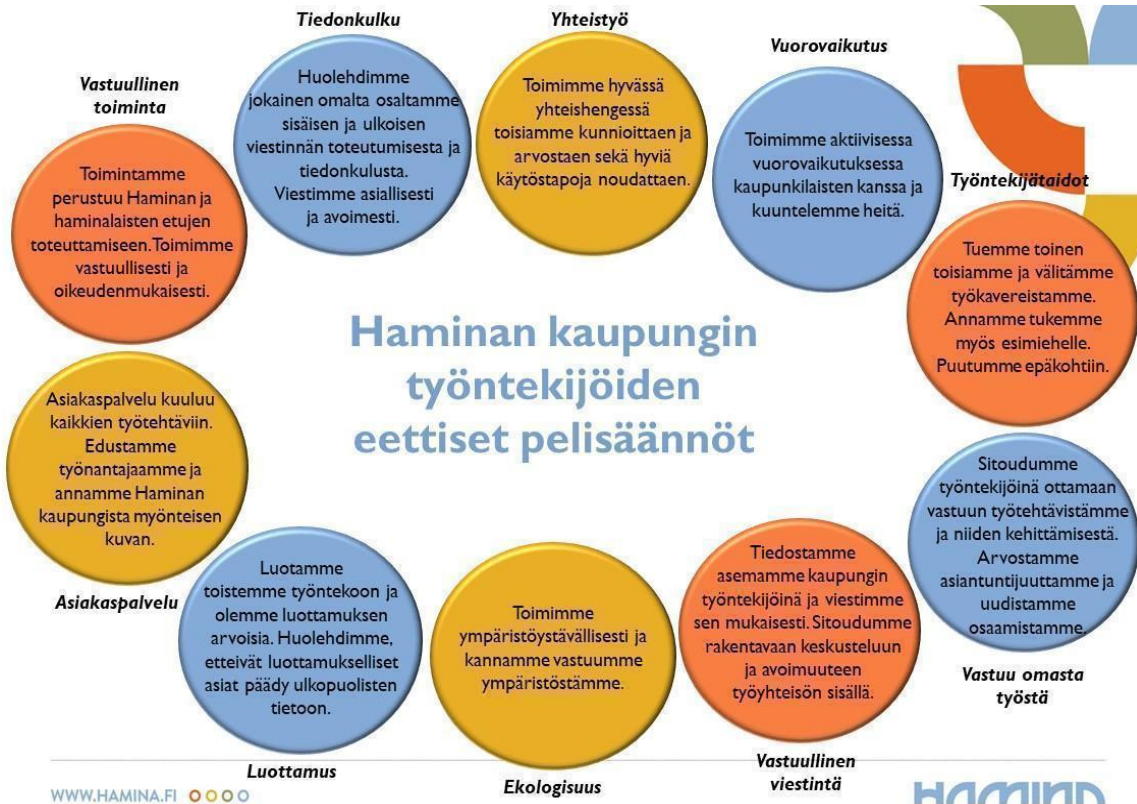 Tiedonkulku
Huolehdimme
jokainen omalta osaltamme
sisäisen ja ulkoisen
viestinnän toteutumisesta ja
tiedonkulusta.
Viestimme asiallisesti
ja avoimesti.
Yhteistyö
Toimimme hyvässä
yhteishengessä
toisiamme kunnioittaen ja
arvostaen sekä hyviä
käytöstapoja noudattaen.
Vuorovaikutus
Toimimme aktiivisessa
vuorovaikutuksessa
kaupunkilaisten kanssa ja
kuuntelemme heitä.
Vastuullinen
toiminta
Toimintamme
perustuu Haminan ja
haminalaisten etujen
toteuttamiseen. Toimimme
vastuullisesti ja
oikeudenmukaisesti.
Työntekijätaidot
Tuemme toinen
toisiamme ja välitämme
työkavereistamme.
Annamme tukemme
myös esimiehelle.
Puutumme epäkohtiin.
Haminan kaupungin
työntekijöiden
eettiset pelisäännöt
Asiakaspalvelu kuuluu
kaikkien työtehtäviin.
Edustamme
työnantajaamme ja
annamme Haminan
kaupungista myönteisen
kuvan.
Asiakaspalvelu
Sitoudumme
työntekijöinä ottamaan
vastuun työtehtävistämme
ja niiden kehittämisestä.
Arvostamme
asiantuntijuuttamme ja
uudistamme
osaamistamme.
Vastuu omasta
työstä
Luotamme
toistemme työntekoon ja
olemme luottamuksen
arvoisia. Huolehdimme,
etteivät luottamukselliset
asiat päädy ulkopuolisten
tietoon.
Luottamus
Toimimme
ympäristöystävällisesti ja
kannamme vastuumme
ympäristöstämme.
Ekologisuus
Tiedostamme
asemamme kaupungin
työntekijöinä ja viestimme
sen mukaisesti. Sitoudumme
rakentavaan keskusteluun
ja avoimuuteen
työyhteisön sisällä.
Vastuullinen
viestintä
WWW.HAMINA.FI
HAMINA